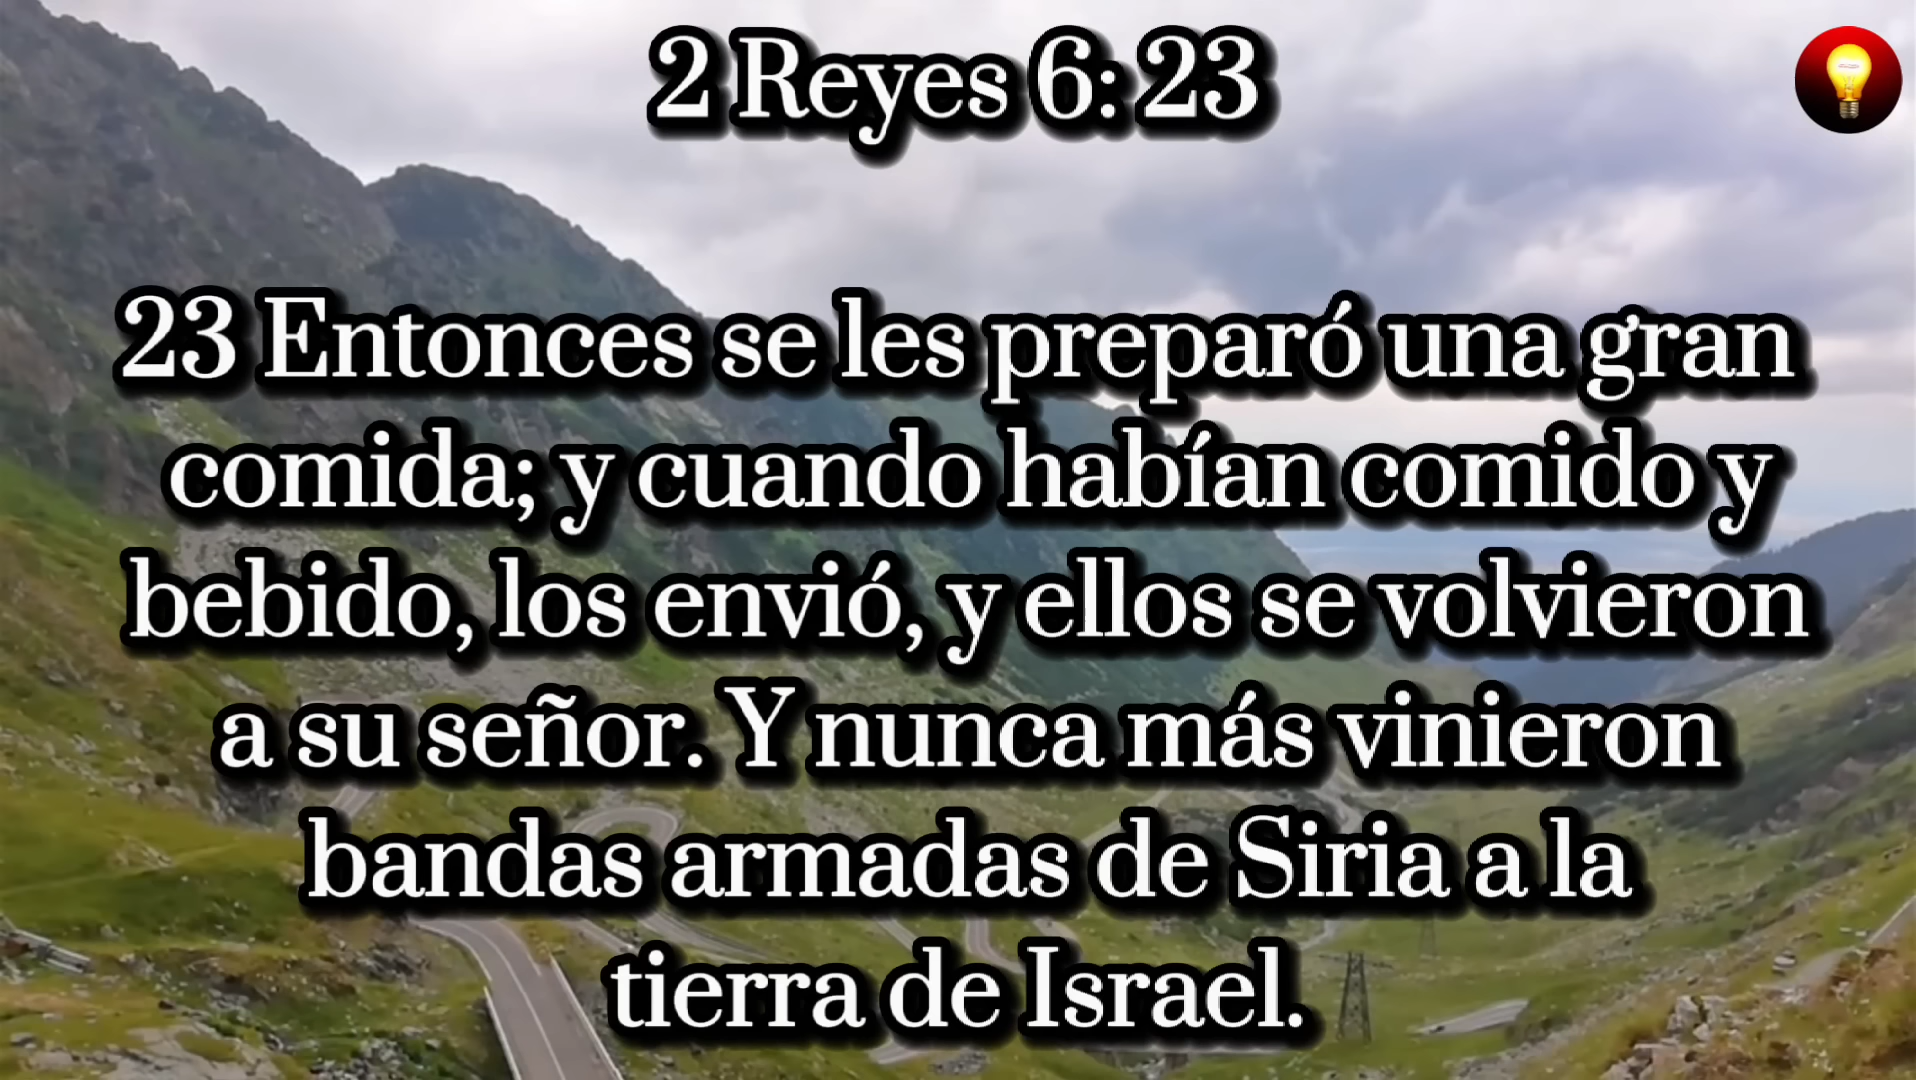 2 Reyes 6: 23
23 Entonces se les preparó una gran
comida; y cuando habían comido y
bebido, los envió, y ellos se volvieron
a su señor. Y nunca más vinieron
bandas armadas de Siria a la
tierra de Israel.